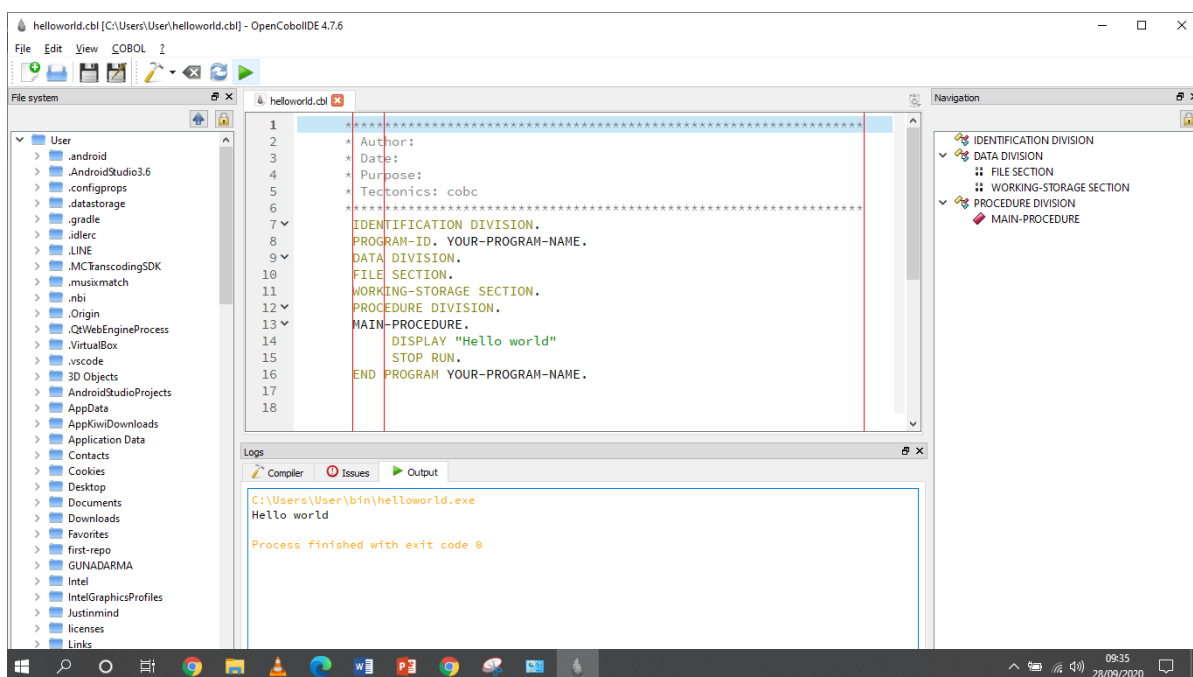 helloworld.cbl [C:\Users\User\helloworld.cbl] - OpenCobolIDE 4.7.6
File Edit View COBOL ?
File system
User
.android
.AndroidStudio3.6
.configprops
.datastorage
.gradle
.idlerc
.LINE
.MCTranscodingSDK
.musixmatch
.nbi
.Origin
.QtWebEngineProcess
.VirtualBox
.vscode
3D Objects
AndroidStudioProjects
AppData
AppKiwiDownloads
Application Data
Contacts
Cookies
Desktop
Documents
Downloads
Favorites
first-repo
GUNADARMA
Intel
IntelGraphicsProfiles
Justinmind
licenses
Links
helloworld.cbl
1 ******************************************************************
2 * Author:
3 * Date:
4 * Purpose:
5 * Tectonics: cobc
6 ******************************************************************
7 IDENTIFICATION DIVISION.
8 PROGRAM-ID. YOUR-PROGRAM-NAME.
9 DATA DIVISION.
10 FILE SECTION.
11 WORKING-STORAGE SECTION.
12 PROCEDURE DIVISION.
13 MAIN-PROCEDURE.
14 DISPLAY "Hello world"
15 STOP RUN.
16 END PROGRAM YOUR-PROGRAM-NAME.
17
18
Logs
Compiler Issues Output
C:\Users\User\bin\helloworld.exe
Hello world
Process finished with exit code 0
Navigation
IDENTIFICATION DIVISION
DATA DIVISION
FILE SECTION
WORKING-STORAGE SECTION
PROCEDURE DIVISION
MAIN-PROCEDURE
09:35
28/09/2020